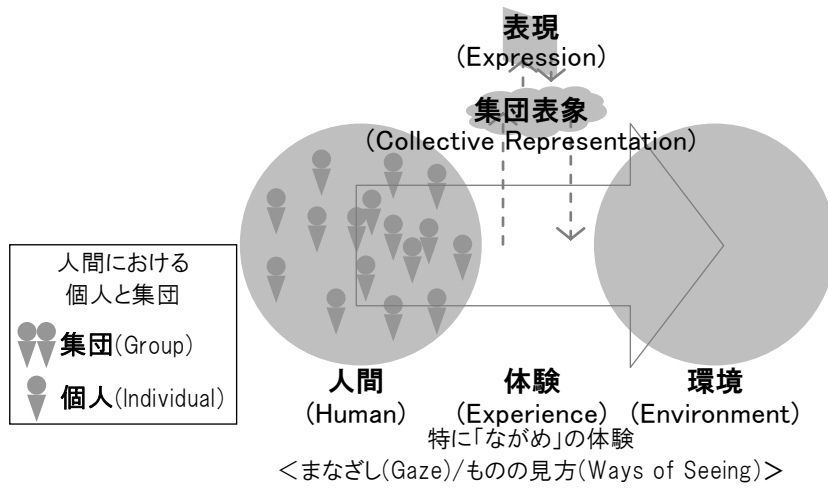 表現
(Expression)
集団表象
(Collective Representation)
人間における
個人と集団
集団(Group)
個人(Individual)
人間
(Human)
体験
(Experience)
環境
(Environment)
特に「ながめ」の体験
＜まなざし(Gaze)/ものの見方(Ways of Seeing)＞